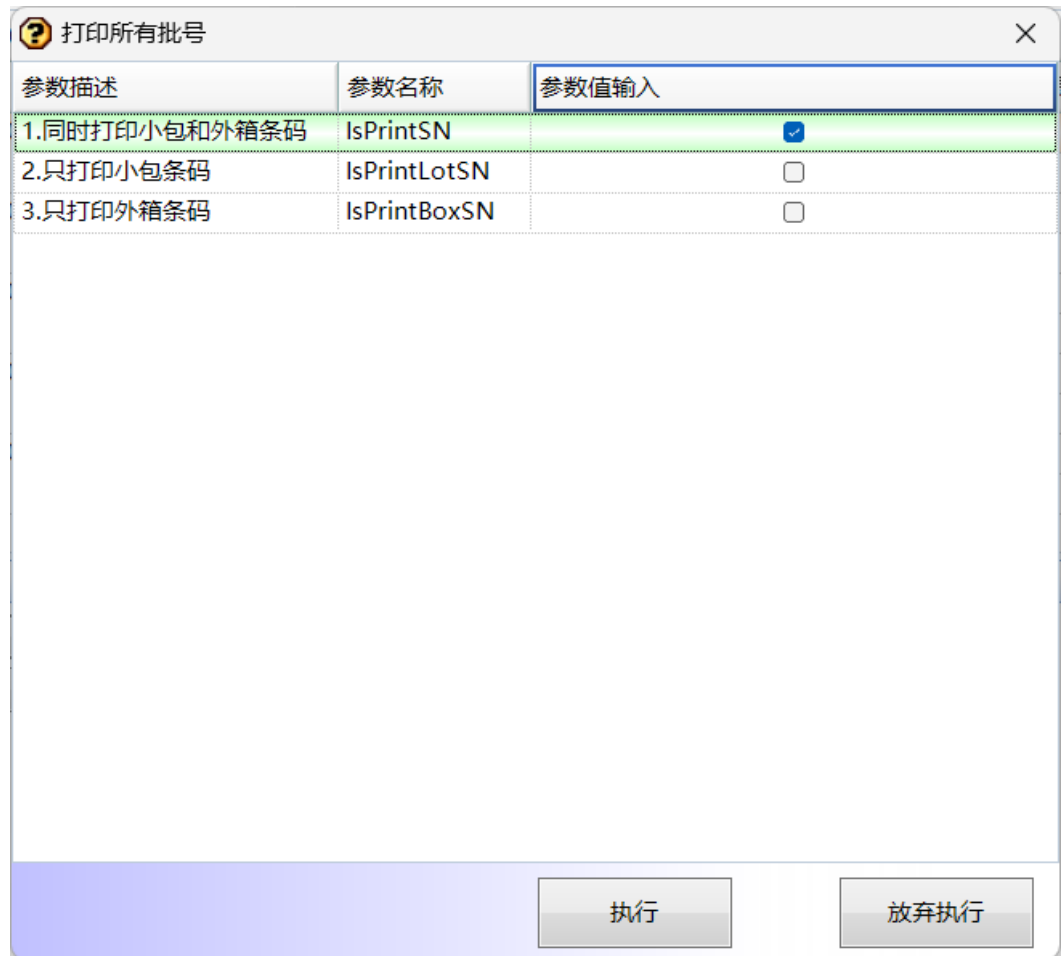 打印所有批号
参数描述 参数名称 参数值输入
1.同时打印小包和外箱条码 IsPrintSN
2.只打印小包条码 IsPrintLotSN
3.只打印外箱条码 IsPrintBoxSN
执行 放弃执行